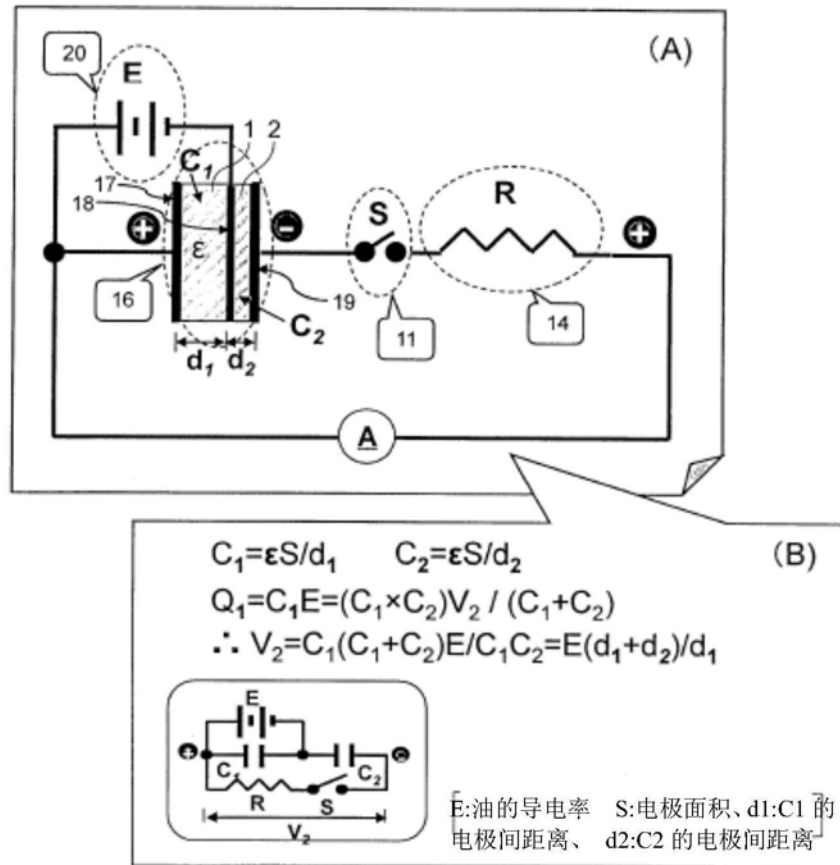 (A)
20
E
1 2
C₁
17
18
⊕
ε
⊖
S
R
⊕
16
19
C₂
11
14
d₁ d₂
A
(B)
C₁=εS/d₁ C₂=εS/d₂
Q₁=C₁E=(C₁×C₂)V₂ / (C₁+C₂)
∴ V₂=C₁(C₁+C₂)E/C₁C₂=E(d₁+d₂)/d₁
E
⊕
⊖
C₁
C₂
R
S
V₂
E:油的导电率 S:电极面积、d1:C1 的
电极间距离、 d2:C2 的电极间距离